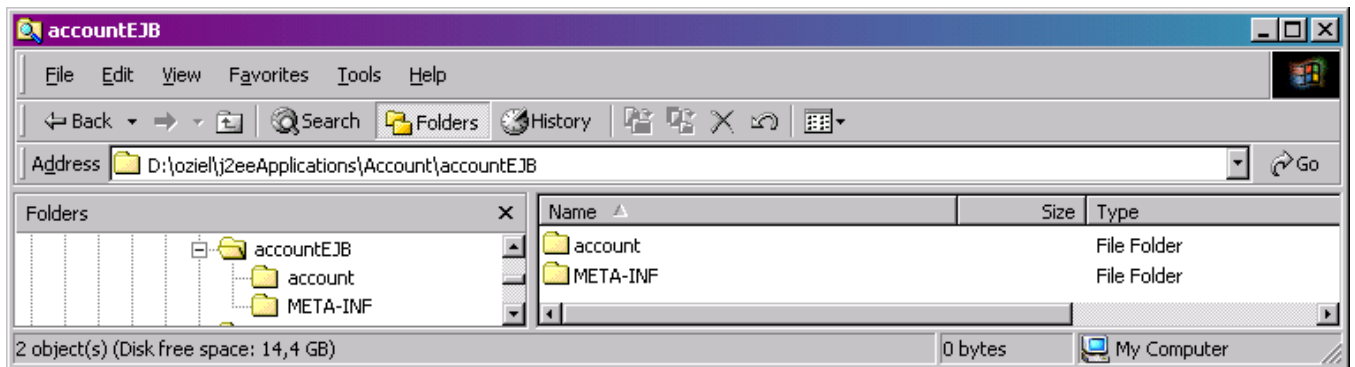 accountEJB
File Edit View Favorites Tools Help
Back Search Folders History
Address D:\oziel\j2eeApplications\Account\accountEJB Go
Folders Name Size Type
accountEJB account File Folder
account META-INF File Folder
META-INF
2 object(s) (Disk free space: 14,4 GB) 0 bytes My Computer